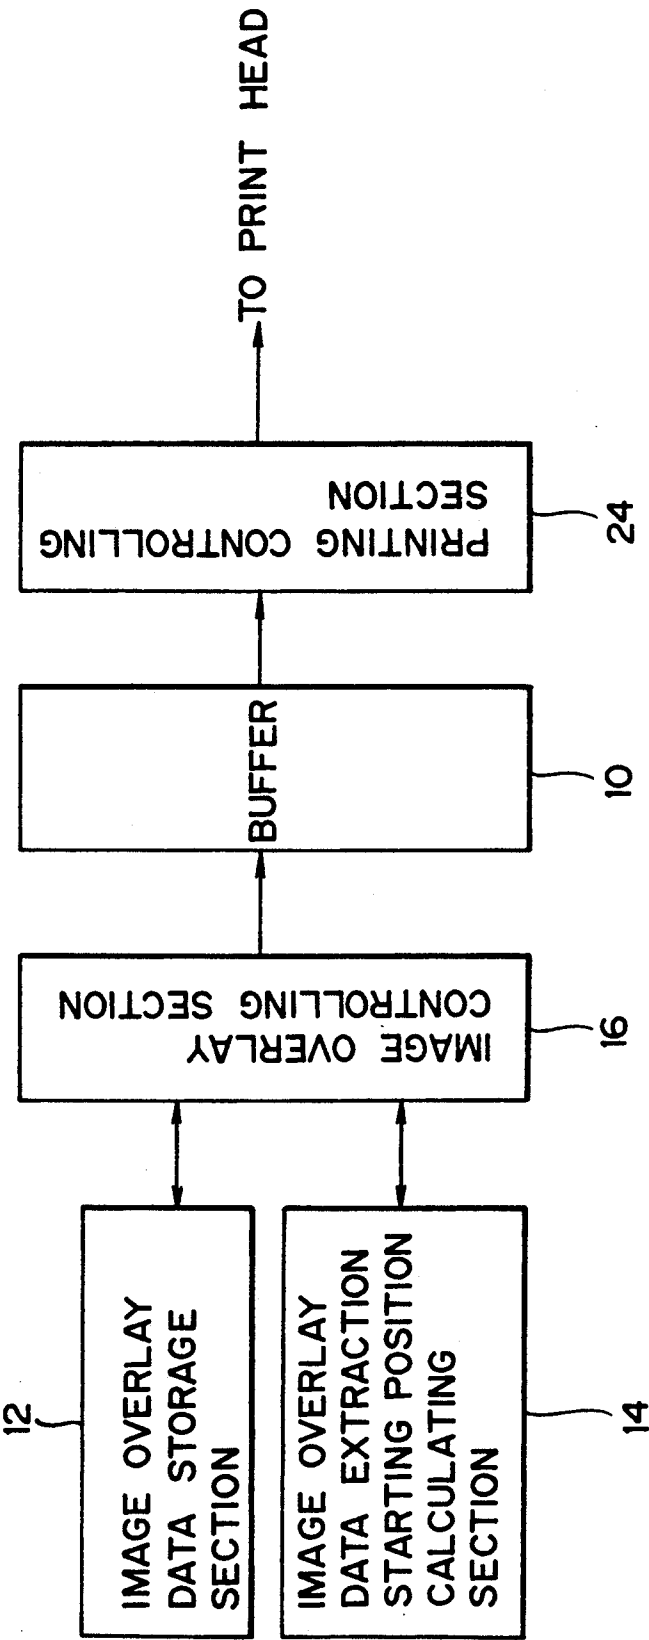 12
IMAGE OVERLAY
DATA STORAGE
SECTION
IMAGE OVERLAY
DATA EXTRACTION
STARTING POSITION
CALCULATING
SECTION
14
IMAGE OVERLAY
CONTROLLING SECTION
16
BUFFER
10
PRINTING CONTROLLING
SECTION
24
TO PRINT HEAD